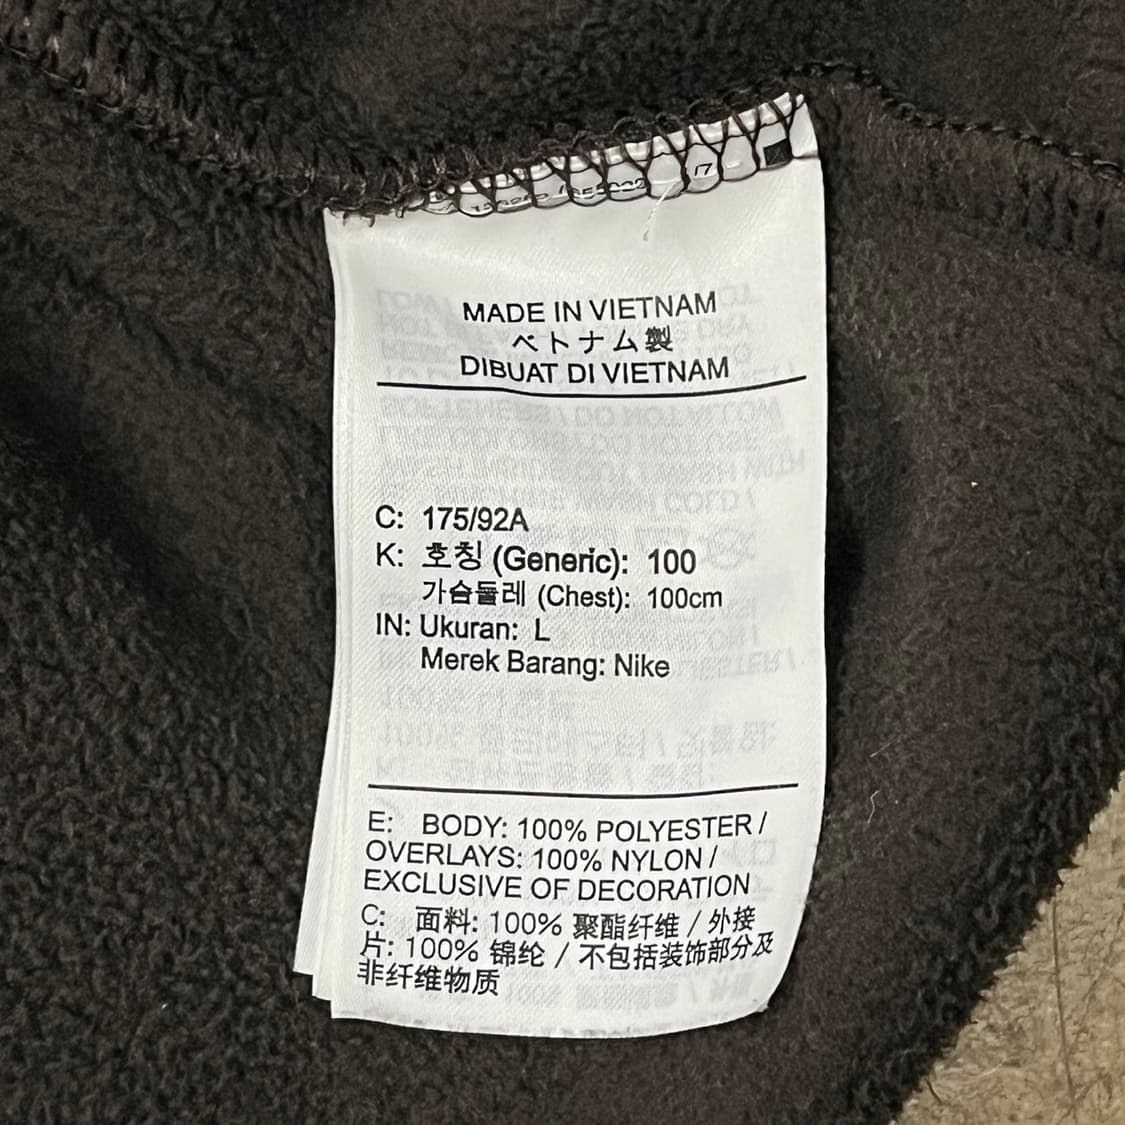 MADE IN VIETNAM
ベトナム製
DIBUAT DI VIETNAM
C: 175/92A
K: 호칭 (Generic): 100
가슴둘레 (Chest): 100cm
IN: Ukuran: L
Merek Barang: Nike
E: BODY: 100% POLYESTER /
OVERLAYS: 100% NYLON /
EXCLUSIVE OF DECORATION
C: 面料: 100% 聚酯纤维 / 外接
片: 100% 锦纶 / 不包括装饰部分及
非纤维物质